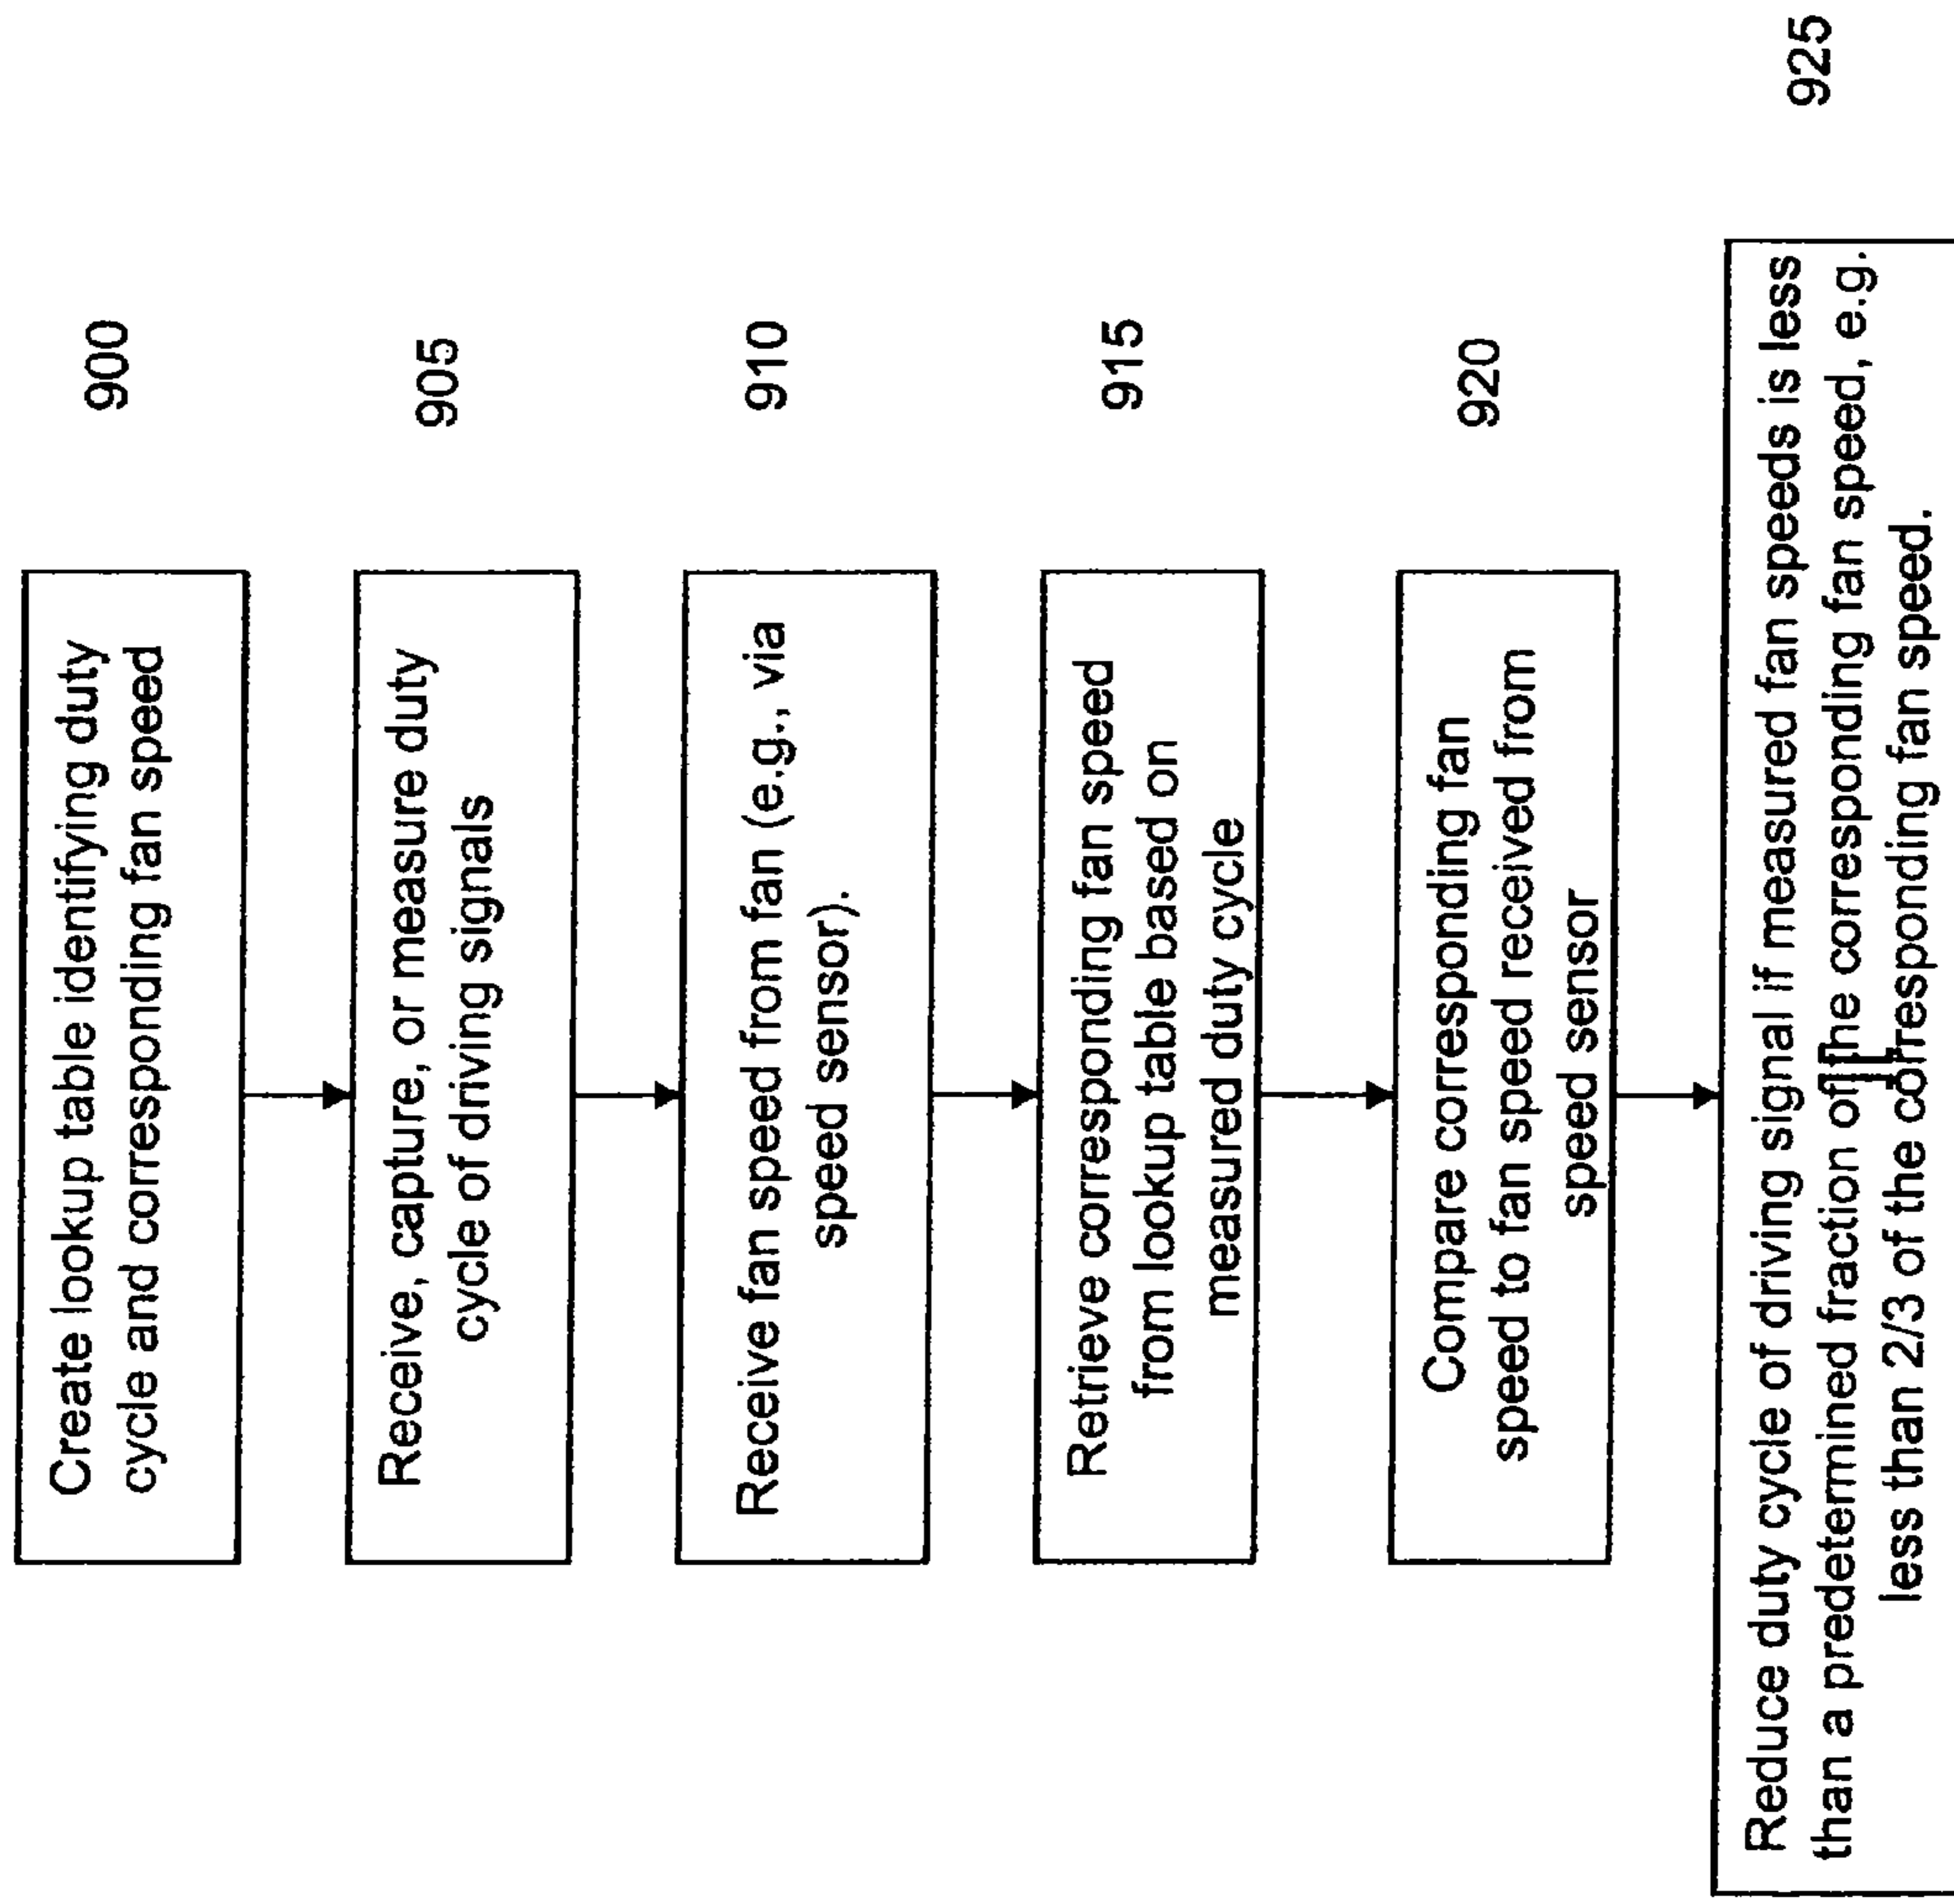 Create lookup table identifying duty
cycle and corresponding fan speed
900
Receive, capture, or measure duty
cycle of driving signals
905
Receive fan speed from fan (e.g., via
speed sensor).
910
Retrieve corresponding fan speed
from lookup table based on
measured duty cycle
915
Compare corresponding fan
speed to fan speed received from
speed sensor
920
Reduce duty cycle of driving signal if measured fan speeds is less
than a predetermined fraction of the corresponding fan speed, e.g.
less than 2/3 of the corresponding fan speed.
925